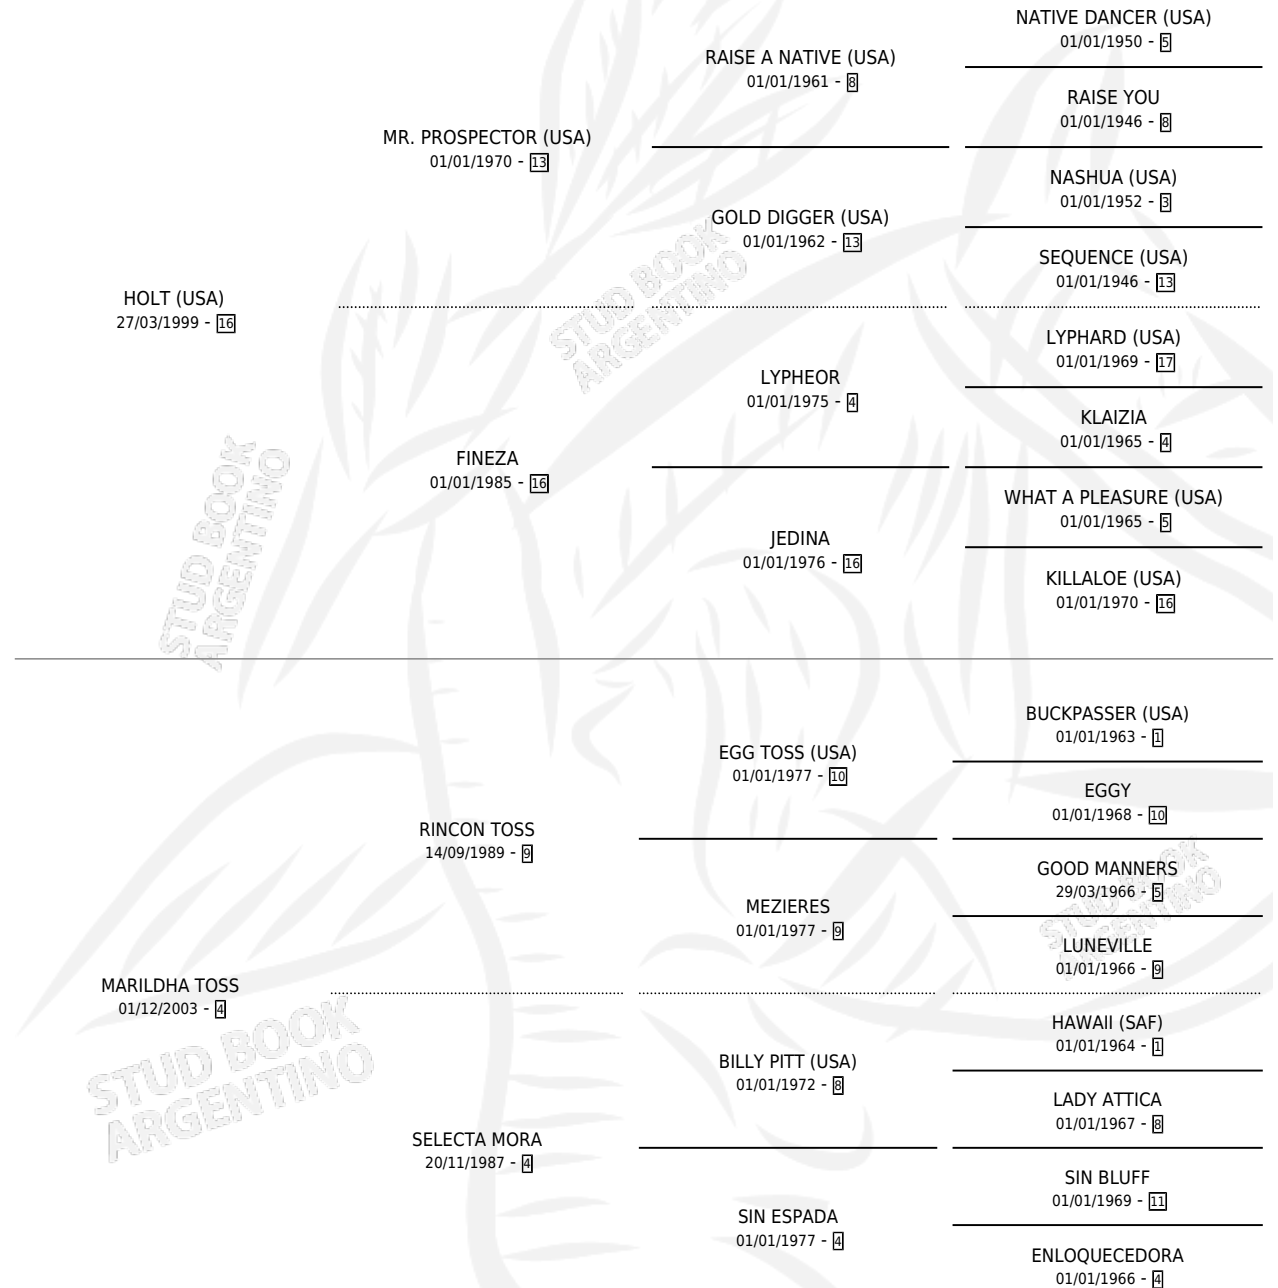 NATIVE DANCER (USA)
01/01/1950 - 5
RAISE A NATIVE (USA)
01/01/1961 - 8
RAISE YOU
01/01/1946 - 8
MR. PROSPECTOR (USA)
01/01/1970 - 13
NASHUA (USA)
01/01/1952 - 3
GOLD DIGGER (USA)
01/01/1962 - 13
SEQUENCE (USA)
01/01/1946 - 13
HOLT (USA)
27/03/1999 - 16
STUD BOOK
ARGENTINO
LYPHARD (USA)
01/01/1969 - 17
LYPHEOR
01/01/1975 - 4
KLAIZIA
01/01/1965 - 4
FINEZA
01/01/1985 - 16
WHAT A PLEASURE (USA)
01/01/1965 - 5
JEDINA
01/01/1976 - 16
KILLALOE (USA)
01/01/1970 - 16
STUD BOOK
ARGENTINO
BUCKPASSER (USA)
01/01/1963 - 1
EGG TOSS (USA)
01/01/1977 - 10
EGGY
01/01/1968 - 10
RINCON TOSS
14/09/1989 - 9
GOOD MANNERS
29/03/1966 - 5
MEZIERES
01/01/1977 - 9
LUNEVILLE
01/01/1966 - 9
STUD BOOK
ARGENTINO
MARILDHA TOSS
01/12/2003 - 4
STUD BOOK
ARGENTINO
HAWAII (SAF)
01/01/1964 - 1
BILLY PITT (USA)
01/01/1972 - 8
LADY ATTICA
01/01/1967 - 8
SELECTA MORA
20/11/1987 - 4
SIN BLUFF
01/01/1969 - 11
SIN ESPADA
01/01/1977 - 4
ENLOQUECEDORA
01/01/1966 - 4